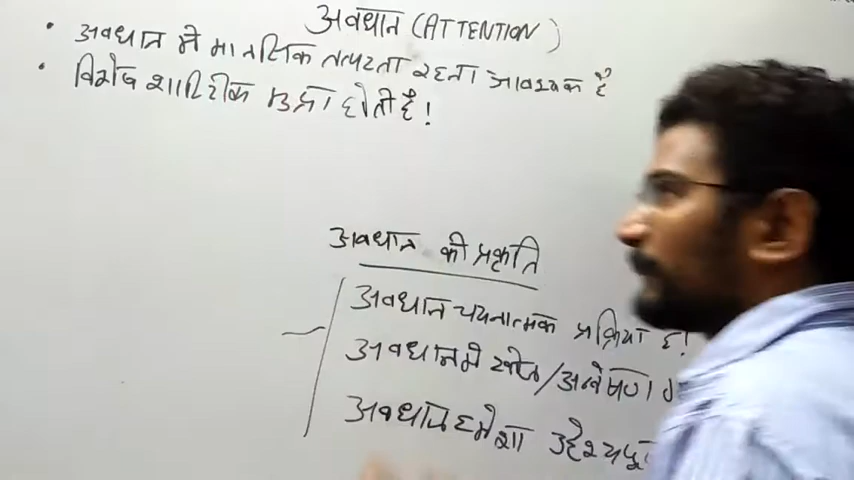 अवधान (ATTENTION)
• अवधान में मानसिक तत्परता रहना आवश्यक है
• विशेष शारिरीक मुद्रा होती है!
अवधान की प्रकृति
अवधान चयनात्मक प्रक्रिया है!
अवधान में खोज/अन्वेषण
अवधान हमेशा उद्देश्यपू